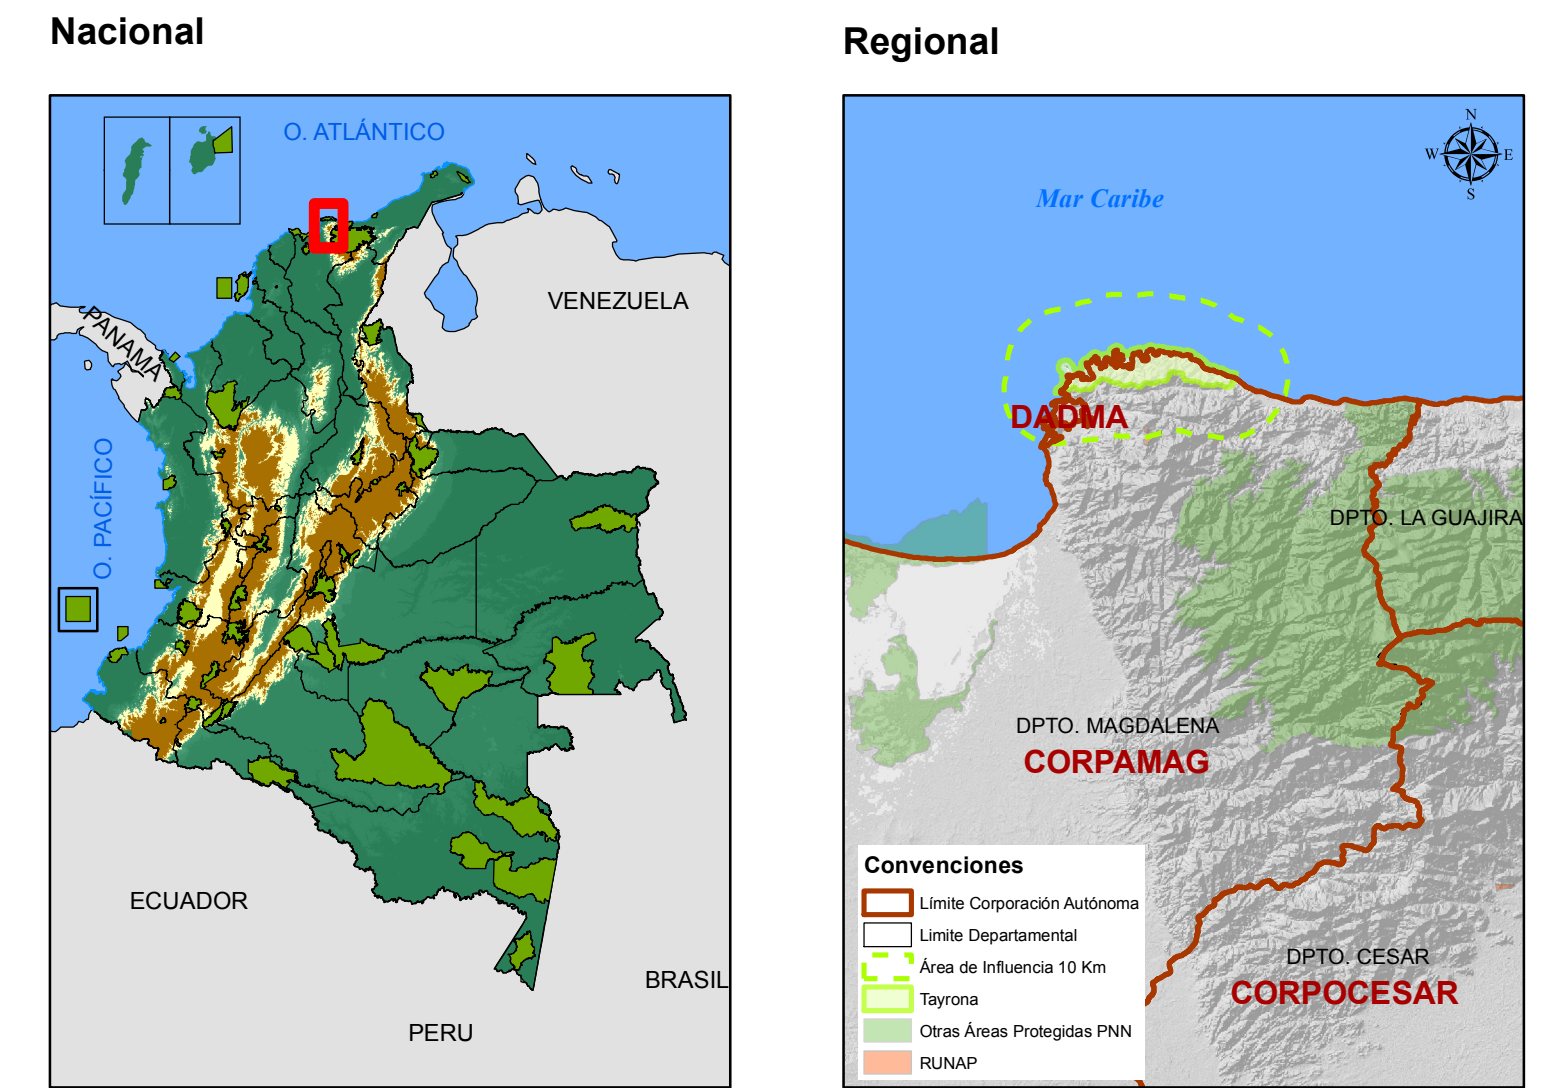 Nacional
O. ATLÁNTICO
VENEZUELA
PANAMÁ
O. PACÍFICO
ECUADOR
BRASIL
PERU
Regional
N
W
E
S
Mar Caribe
DADMA
DPTO. LA GUAJIRA
DPTO. MAGDALENA
CORPAMAG
DPTO. CESAR
CORPOCESAR
Convenciones
Límite Corporación Autónoma
Limite Departamental
Área de Influencia 10 Km
Tayrona
Otras Áreas Protegidas PNN
RUNAP